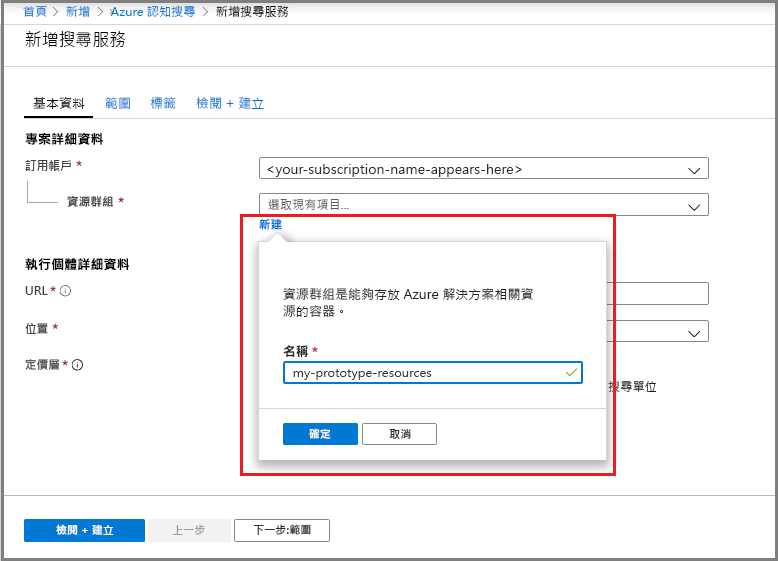 首頁 > 新增 > Azure 認知搜尋 > 新增搜尋服務
新增搜尋服務
基本資料 範圍 標籤 檢閱 + 建立
專案詳細資料
訂用帳戶 * <your-subscription-name-appears-here>
資源群組 * 選取現有項目...
新建
執行個體詳細資料
URL *
位置 *
定價層 *
資源群組是能夠存放 Azure 解決方案相關資
源的容器。
名稱 *
my-prototype-resources
搜尋單位
確定 取消
檢閱 + 建立 上一步 下一步:範圍